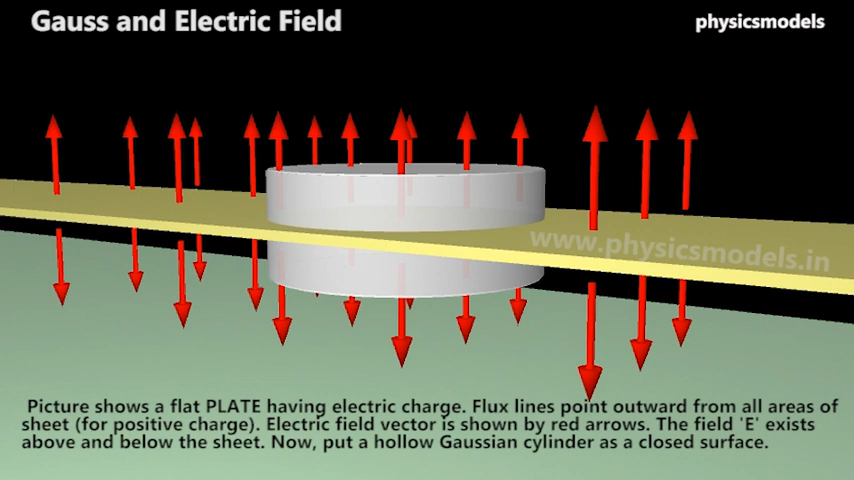 Gauss and Electric Field
physicsmodels
www.physicsmodels.in
Picture shows a flat PLATE having electric charge. Flux lines point outward from all areas of
sheet (for positive charge). Electric field vector is shown by red arrows. The field 'E' exists
above and below the sheet. Now, put a hollow Gaussian cylinder as a closed surface.